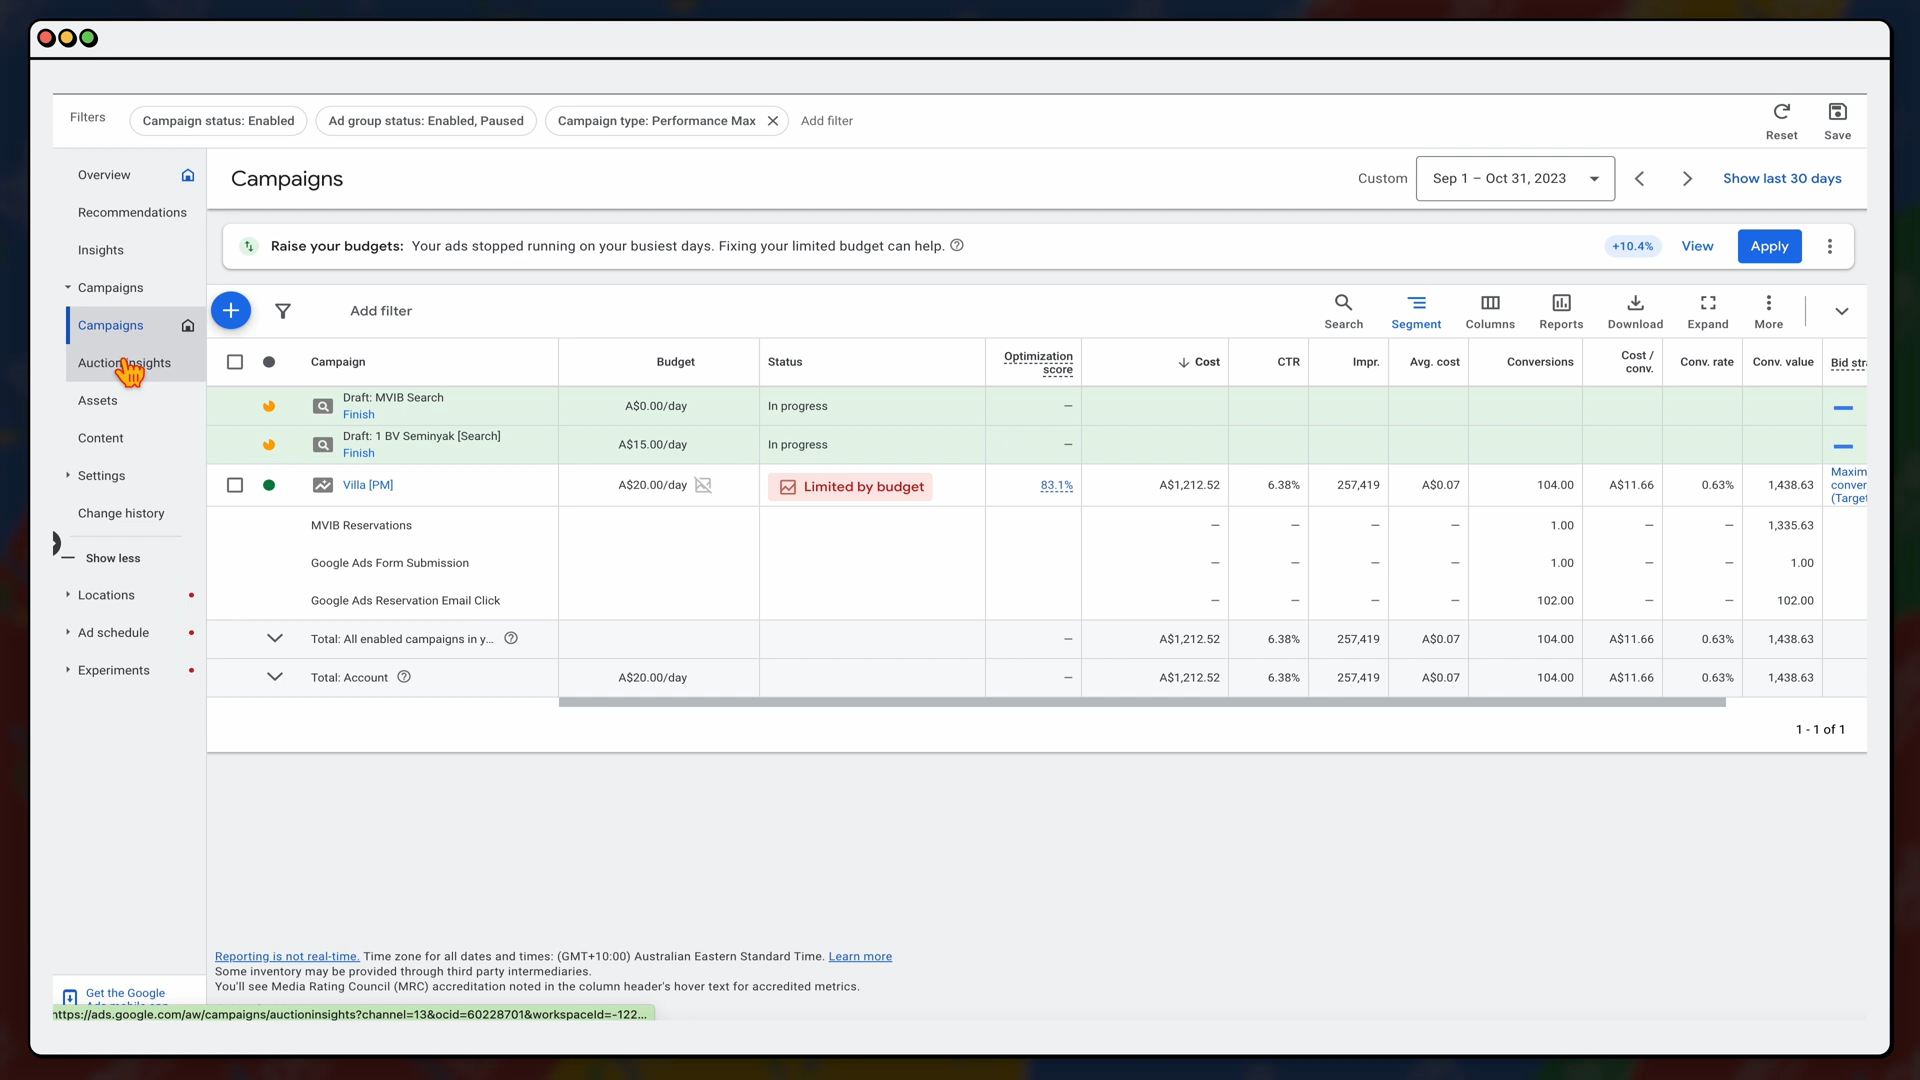 Filters
Campaign status: Enabled
Ad group status: Enabled, Paused
Campaign type: Performance Max
Add filter
Reset
Save
Overview
Recommendations
Insights
Campaigns
Campaigns
Auction insights
Assets
Content
Settings
Change history
Show less
Locations
Ad schedule
Experiments
Get the Google
Campaigns
Custom
Sep 1 – Oct 31, 2023
Show last 30 days
Raise your budgets: Your ads stopped running on your busiest days. Fixing your limited budget can help.
+10.4%
View
Apply
Add filter
Search
Segment
Columns
Reports
Download
Expand
More
Campaign
Budget
Status
Optimization
score
Cost
CTR
Impr.
Avg. cost
Conversions
Cost /
conv.
Conv. rate
Conv. value
Bid str
Draft: MVIB Search
Finish
A$0.00/day
In progress
–
Draft: 1 BV Seminyak [Search]
Finish
A$15.00/day
In progress
–
Villa [PM]
A$20.00/day
Limited by budget
83.1%
A$1,212.52
6.38%
257,419
A$0.07
104.00
A$11.66
0.63%
1,438.63
Maxim
conver
(Target
MVIB Reservations
– – – – 1.00 – – 1,335.63
Google Ads Form Submission
– – – – 1.00 – – 1.00
Google Ads Reservation Email Click
– – – – 102.00 – – 102.00
Total: All enabled campaigns in y...
– A$1,212.52 6.38% 257,419 A$0.07 104.00 A$11.66 0.63% 1,438.63
Total: Account
A$20.00/day – A$1,212.52 6.38% 257,419 A$0.07 104.00 A$11.66 0.63% 1,438.63
1 - 1 of 1
Reporting is not real-time. Time zone for all dates and times: (GMT+10:00) Australian Eastern Standard Time. Learn more
Some inventory may be provided through third party intermediaries.
You'll see Media Rating Council (MRC) accreditation noted in the column header's hover text for accredited metrics.
https://ads.google.com/aw/campaigns/auctioninsights?channel=13&ocid=60228701&workspaceId=-122...